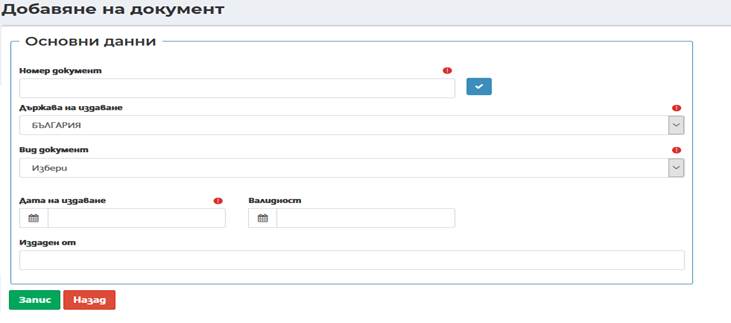 Добавяне на документ
Основни данни
Номер документ
Държава на издаване
БЪЛГАРИЯ
Вид документ
Избери
Дата на издаване Валидност
Издаден от
Запис Назад